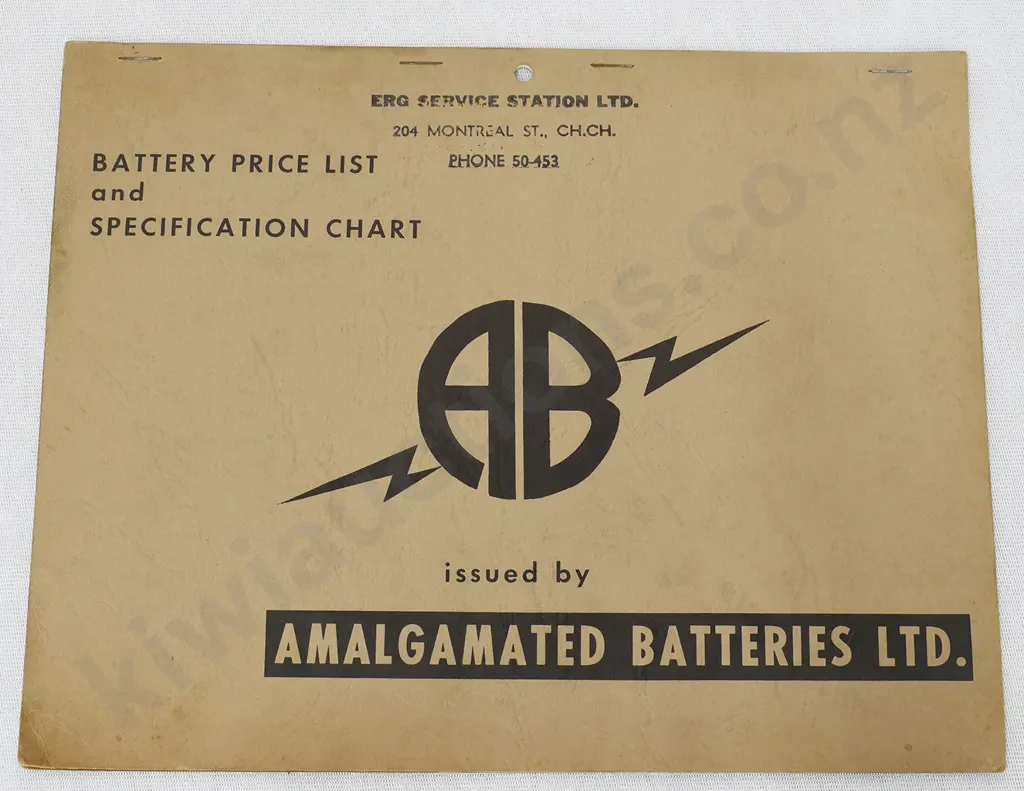 ERG SERVICE STATION LTD.
204 MONTREAL ST., CH.CH.
PHONE 50-453
BATTERY PRICE LIST
and
SPECIFICATION CHART
AB
issued by
AMALGAMATED BATTERIES LTD.
kiwiauctions.co.nz